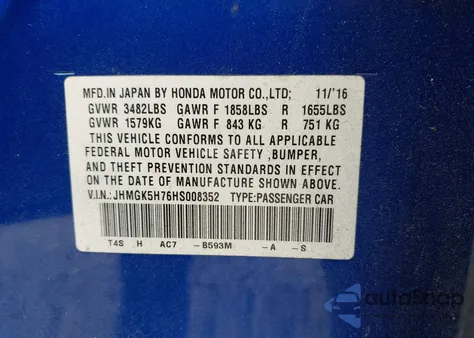 MFD.IN JAPAN BY HONDA MOTOR CO.,LTD; 11/'16
GVWR 3482LBS GAWR F 1858LBS R 1655LBS
GVWR 1579KG GAWR F 843 KG R 751 KG
THIS VEHICLE CONFORMS TO ALL APPLICABLE
FEDERAL MOTOR VEHICLE SAFETY ,BUMPER,
AND THEFT PREVENTION STANDARDS IN EFFECT
ON THE DATE OF MANUFACTURE SHOWN ABOVE.
V.I.N.:JHMGK5H76HS008352 TYPE:PASSENGER CAR
T4S H AC7 -B593M -A -S
autoSnap